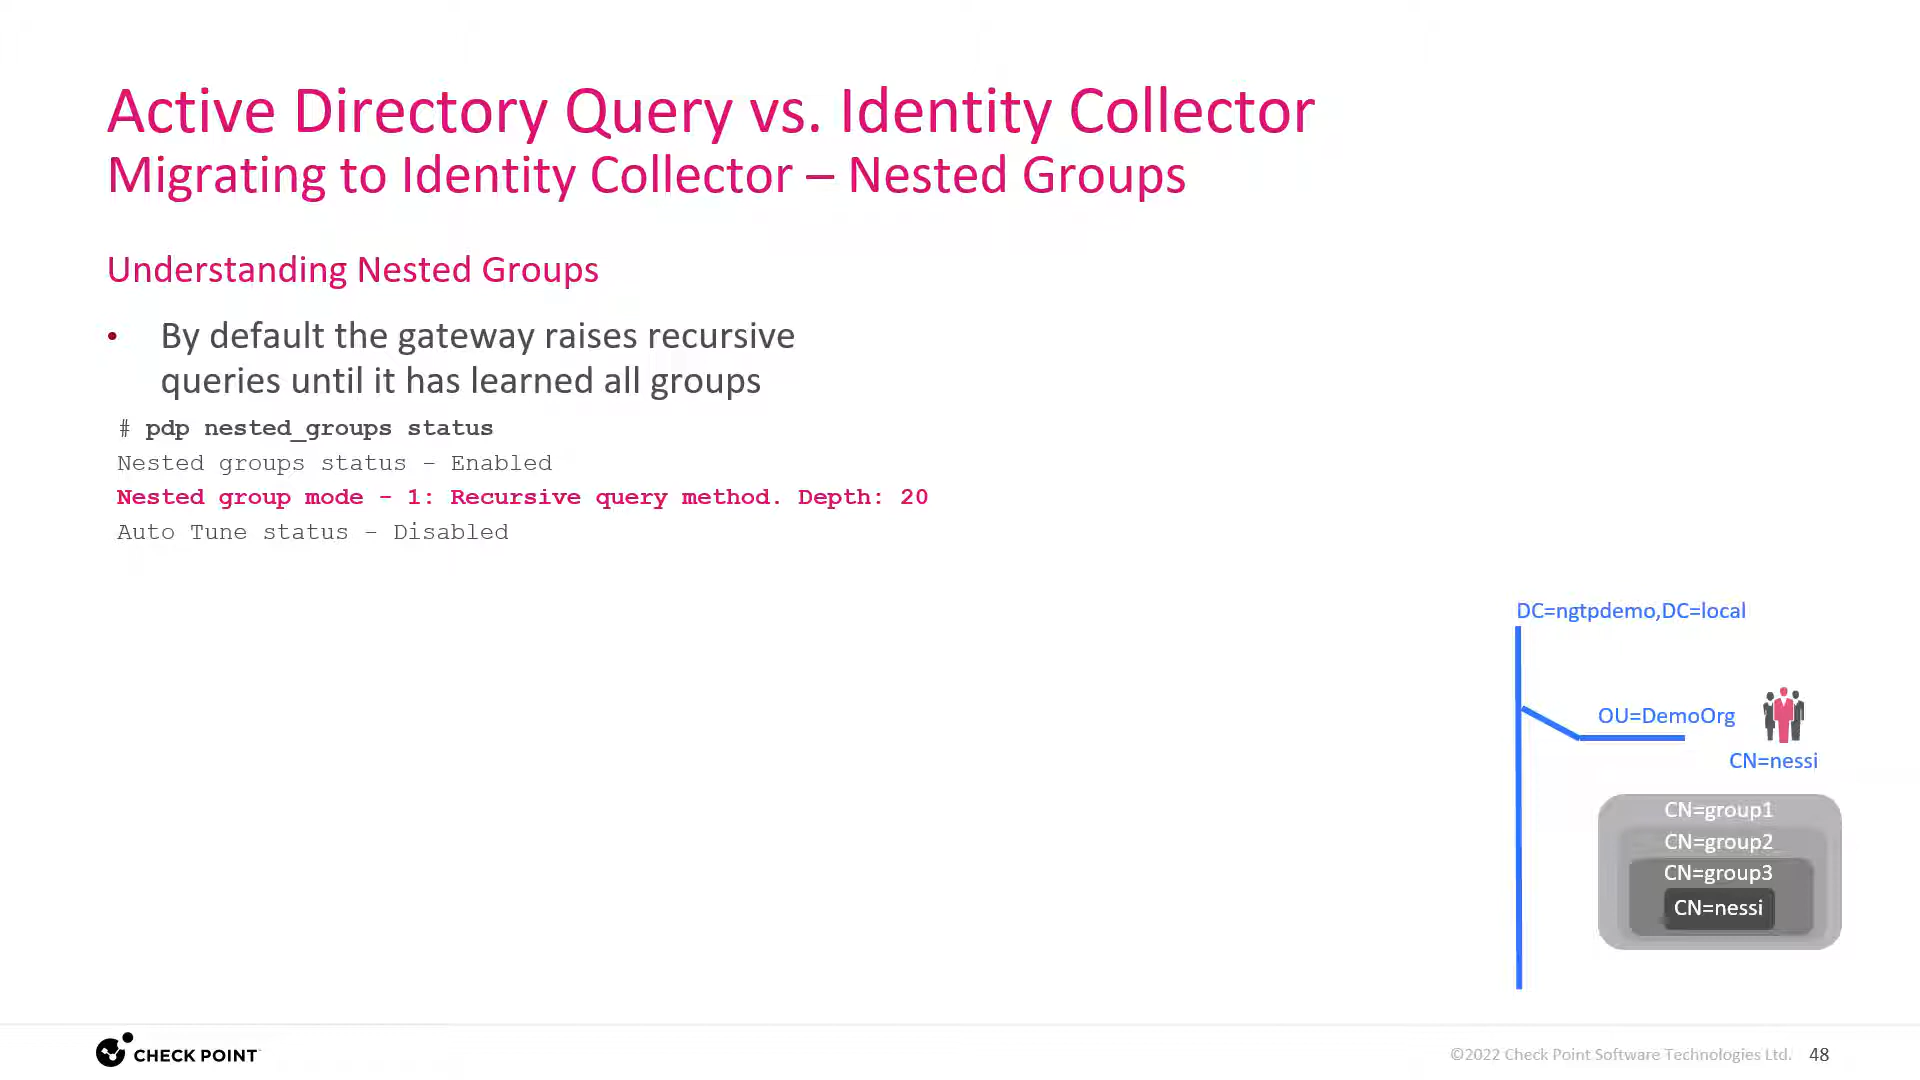 Active Directory Query vs. Identity Collector
Migrating to Identity Collector – Nested Groups
Understanding Nested Groups
• By default the gateway raises recursive
queries until it has learned all groups
# pdp nested_groups status
Nested groups status – Enabled
Nested group mode – 1: Recursive query method. Depth: 20
Auto Tune status – Disabled
DC=ngtpdemo,DC=local
OU=DemoOrg
CN=nessi
CN=group1
CN=group2
CN=group3
CN=nessi
CHECK POINT
©2022 Check Point Software Technologies Ltd. 48